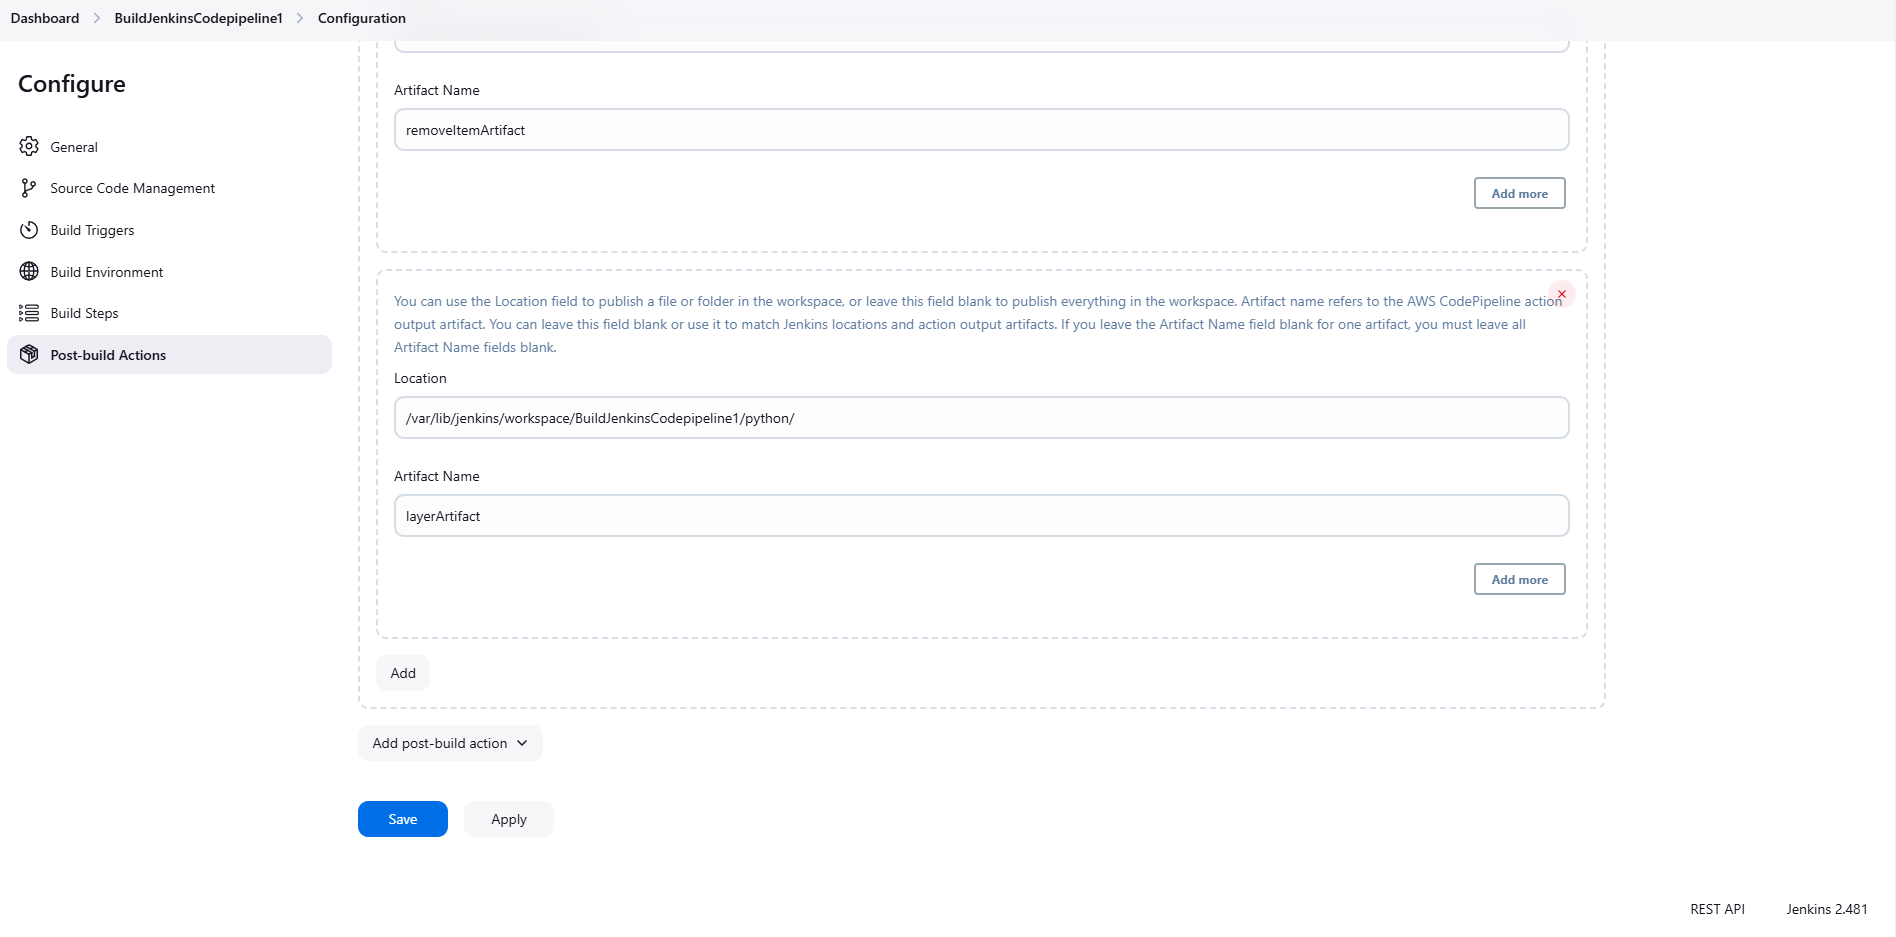 Dashboard > BuildJenkinsCodepipeline1 > Configuration
Configure
General
Source Code Management
Build Triggers
Build Environment
Build Steps
Post-build Actions
Artifact Name
removeItemArtifact
Add more
You can use the Location field to publish a file or folder in the workspace, or leave this field blank to publish everything in the workspace. Artifact name refers to the AWS CodePipeline action
output artifact. You can leave this field blank or use it to match Jenkins locations and action output artifacts. If you leave the Artifact Name field blank for one artifact, you must leave all
Artifact Name fields blank.
Location
/var/lib/jenkins/workspace/BuildJenkinsCodepipeline1/python/
Artifact Name
layerArtifact
Add more
Add
Add post-build action
Save
Apply
REST API
Jenkins 2.481